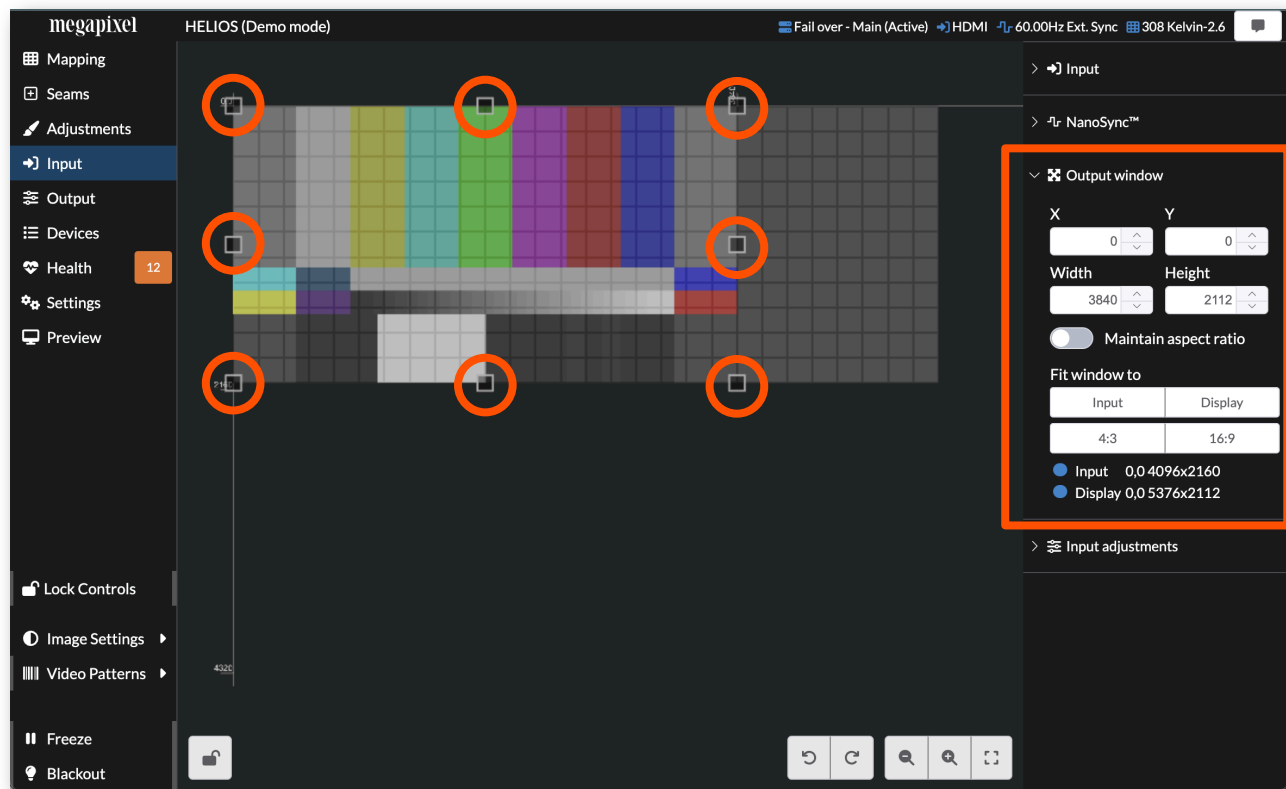 megapixel
HELIOS (Demo mode)
Fail over - Main (Active)
HDMI
60.00Hz Ext. Sync
308 Kelvin-2.6
Mapping
Seams
Adjustments
Input
Output
Devices
Health
12
Settings
Preview
Lock Controls
Image Settings
Video Patterns
Freeze
Blackout
2160
4320
Input
NanoSync™
Output window
X Y
0 0
Width Height
3840 2112
Maintain aspect ratio
Fit window to
Input Display
4:3 16:9
Input 0,0 4096x2160
Display 0,0 5376x2112
Input adjustments